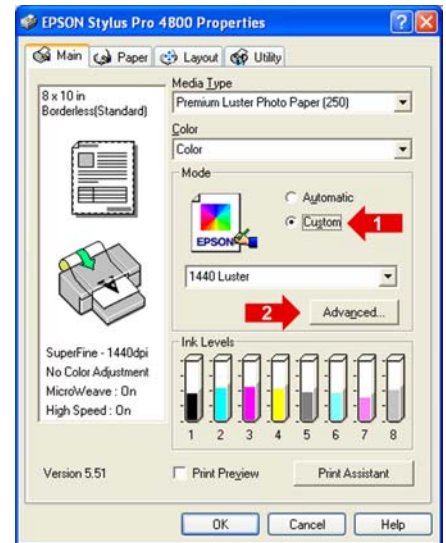 EPSON Stylus Pro 4800 Properties
Main
Paper
Layout
Utility
8 x 10 in
Borderless(Standard)
SuperFine - 1440dpi
No Color Adjustment
MicroWeave : On
High Speed : On
Version 5.51
Media Type
Premium Luster Photo Paper (250)
Color
Color
Mode
EPSON
Automatic
Custom
1
1440 Luster
2
Advanced...
Ink Levels
1 2 3 4 5 6 7 8
Print Preview
Print Assistant
OK
Cancel
Help